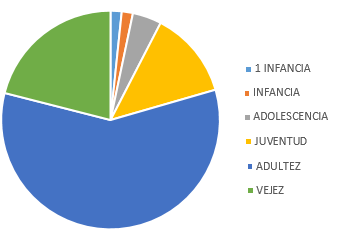 1 INFANCIA
INFANCIA
ADOLESCENCIA
JUVENTUD
ADULTEZ
VEJEZ